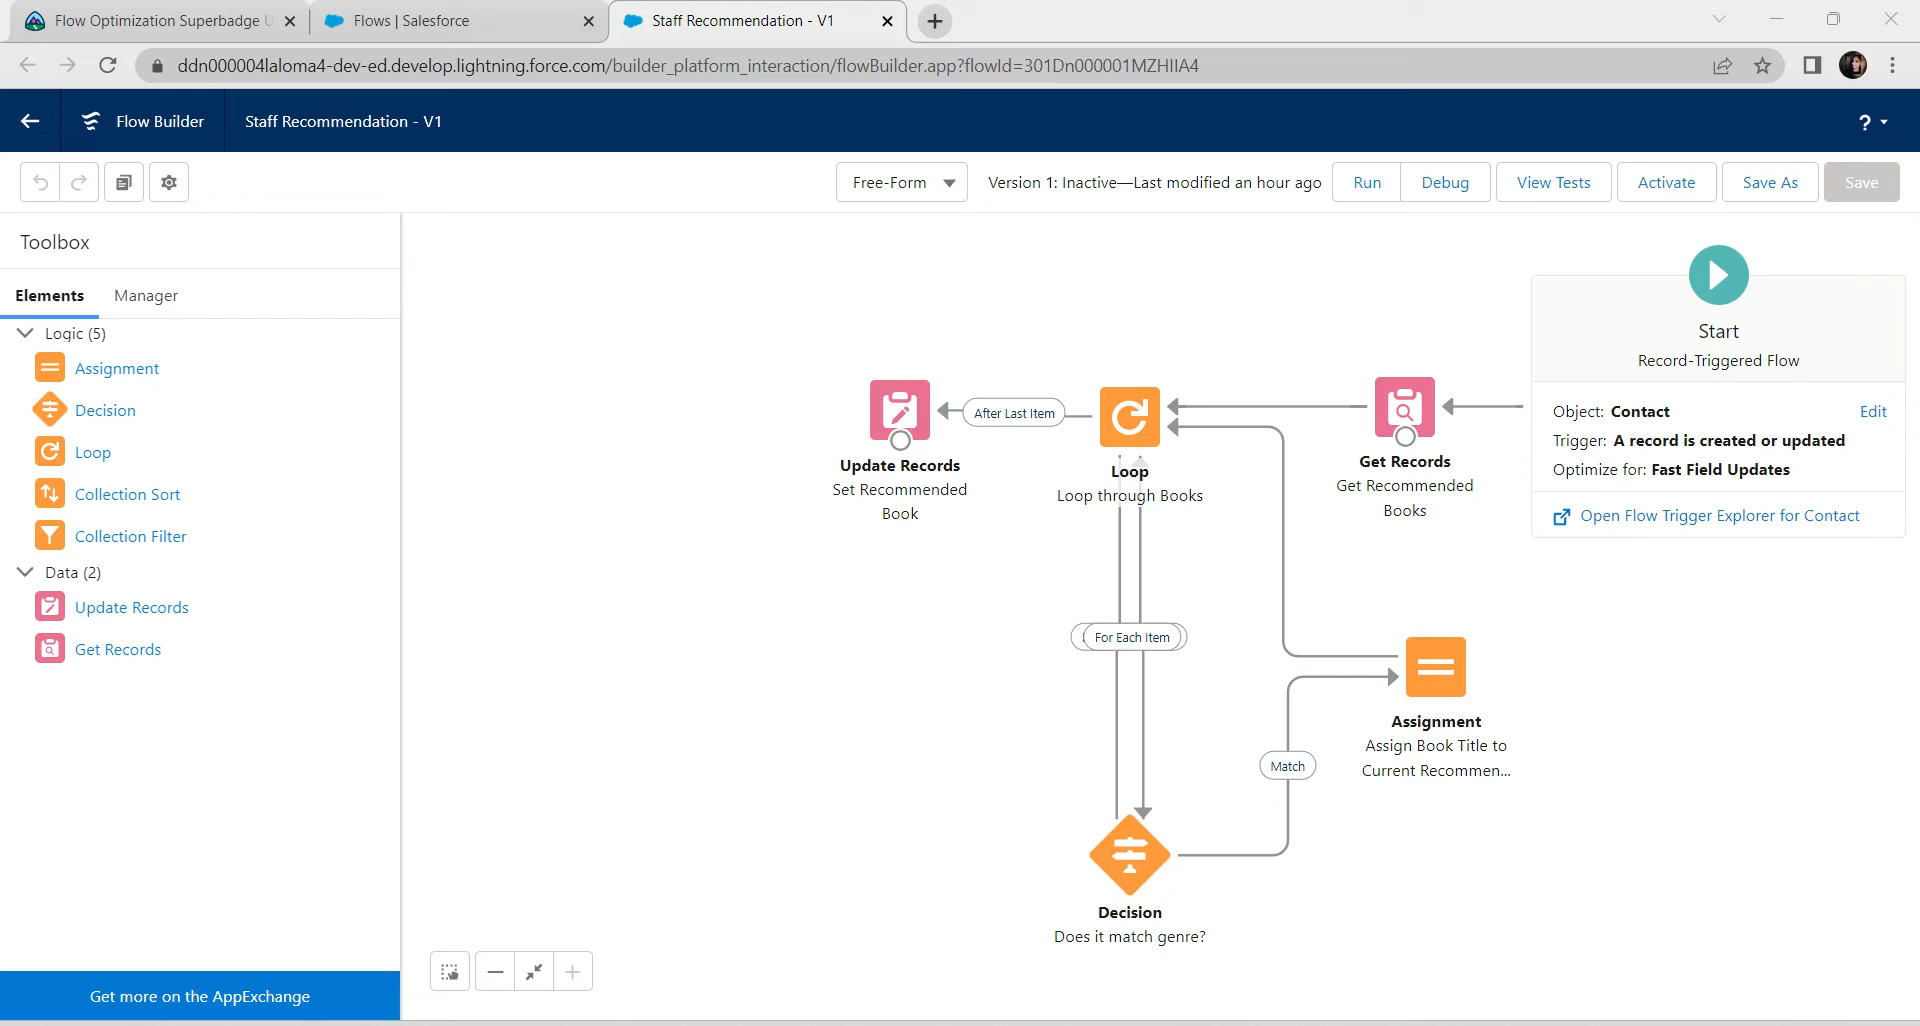 Flow Optimization Superbadge U
Flows | Salesforce
Staff Recommendation - V1
ddn000004laloma4-dev-ed.develop.lightning.force.com/builder_platform_interaction/flowBuilder.app?flowId=301Dn000001MZHIIA4
Flow Builder
Staff Recommendation - V1
?
Free-Form
Version 1: Inactive—Last modified an hour ago
Run
Debug
View Tests
Activate
Save As
Save
Toolbox
Elements
Manager
Logic (5)
Assignment
Decision
Loop
Collection Sort
Collection Filter
Data (2)
Update Records
Get Records
Get more on the AppExchange
Start
Record-Triggered Flow
Object: Contact
Edit
Trigger: A record is created or updated
Optimize for: Fast Field Updates
Open Flow Trigger Explorer for Contact
Get Records
Get Recommended
Books
Loop
Loop through Books
After Last Item
Update Records
Set Recommended
Book
For Each Item
Assignment
Assign Book Title to
Current Recommen...
Match
Decision
Does it match genre?